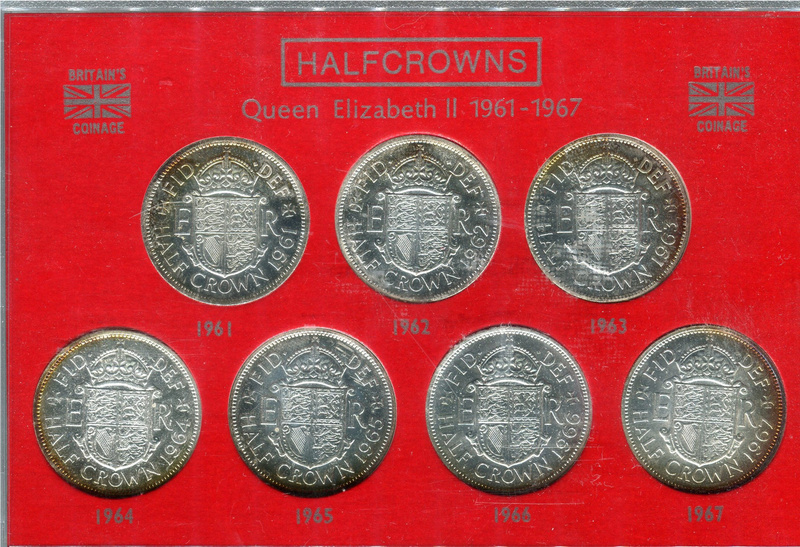 HALFCROWNS
Queen Elizabeth II 1961-1967
BRITAIN'S
COINAGE
BRITAIN'S
COINAGE
FID DEF
E R
HALF CROWN 1961
FID DEF
E R
HALF CROWN 1962
FID DEF
E R
HALF CROWN 1963
1961
1962
1963
FID DEF
E R
HALF CROWN 1964
FID DEF
E R
HALF CROWN 1965
FID DEF
E R
HALF CROWN 1966
FID DEF
E R
HALF CROWN 1967
1964
1965
1966
1967